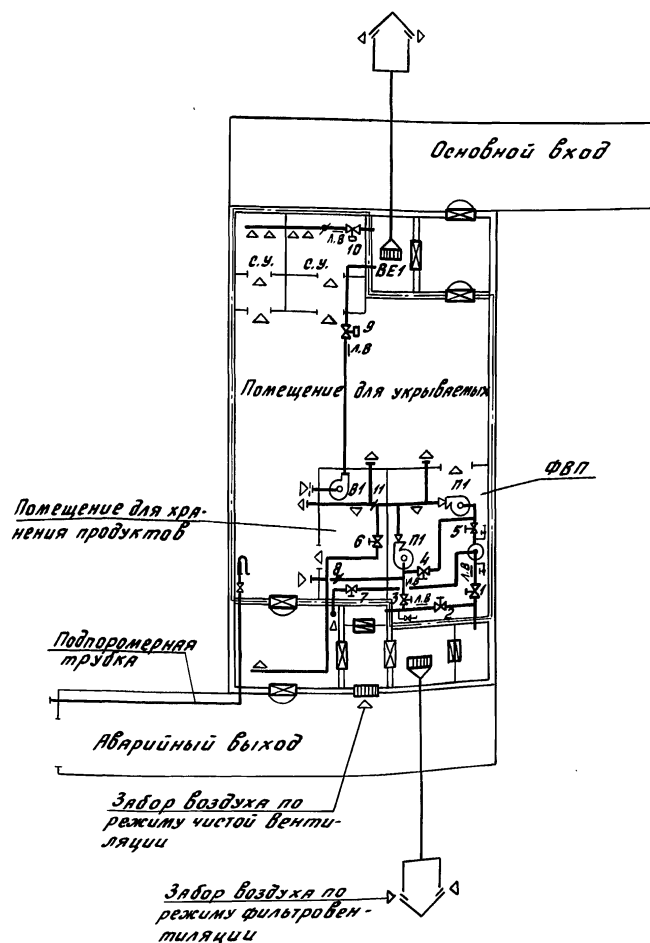 Основной вход
с.у.
с.у.
Л.В
10
ВЕ1
9
Л.В
Помещение для укрываемых
ФВП
В1
11
П1
Помещение для хра-
нения продуктов
6
П1
4
5
8
Л.В
Л.В
7
3
Л.В
2
1
Подпоромерная
трубка
Аварийный выход
Забор воздуха по
режиму чистой венти-
ляции
Забор воздуха по
режиму фильтровен-
тиляции